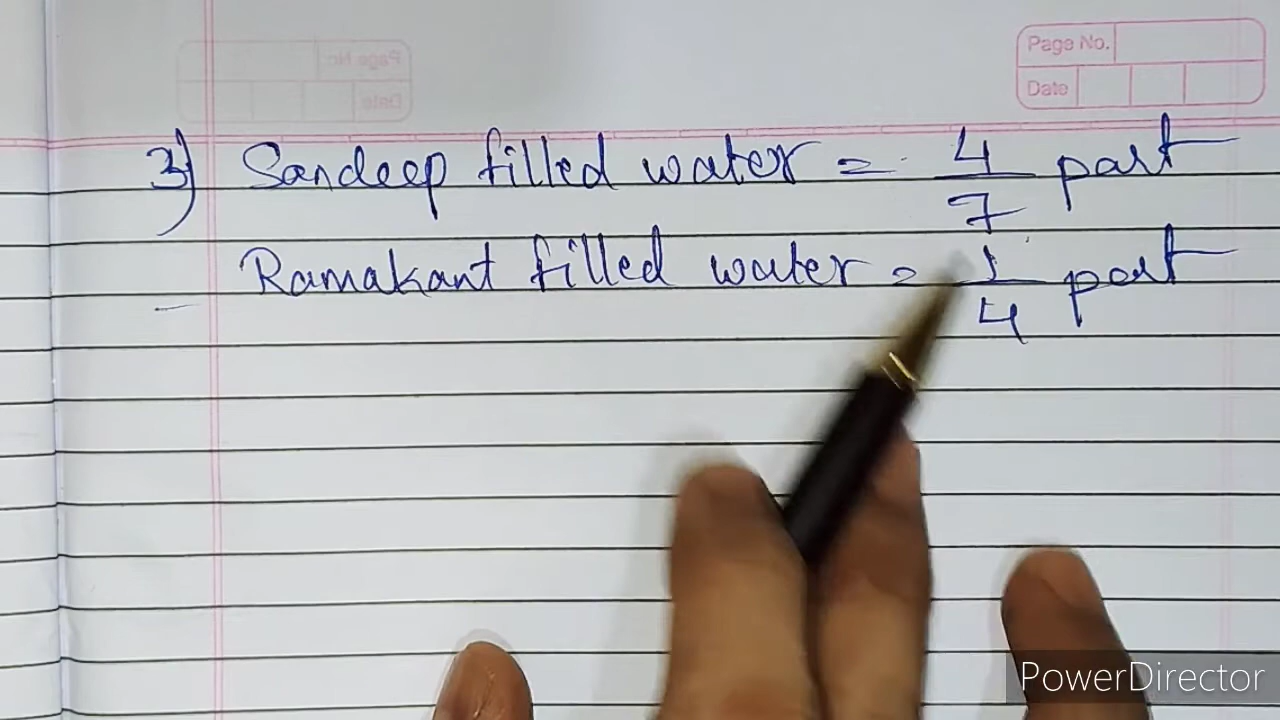 Page No.
Date
3) Sandeep filled water = 4/7 part
Ramakant filled water = 1/4 part
PowerDirector